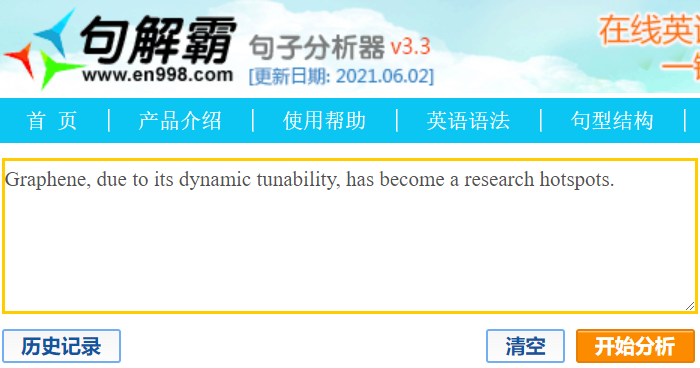 句解霸
www.en998.com
句子分析器 v3.3
[更新日期: 2021.06.02]
在线英
一
首 页
产品介绍
使用帮助
英语语法
句型结构
Graphene, due to its dynamic tunability, has become a research hotspots.
历史记录
清空
开始分析